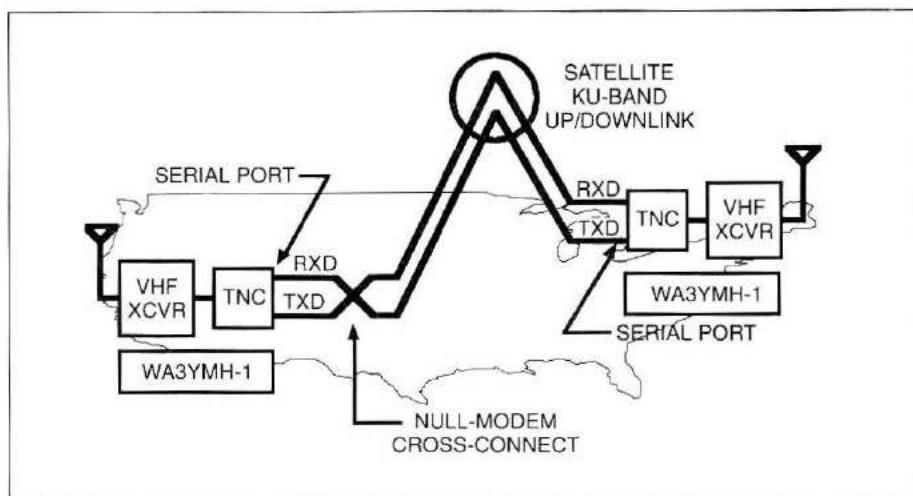 SATELLITE
KU-BAND
UP/DOWNLINK
SERIAL PORT
RXD
TXD
TNC
VHF
XCVR
WA3YMH-1
SERIAL PORT
RXD
TXD
VHF
XCVR
TNC
WA3YMH-1
NULL-MODEM
CROSS-CONNECT